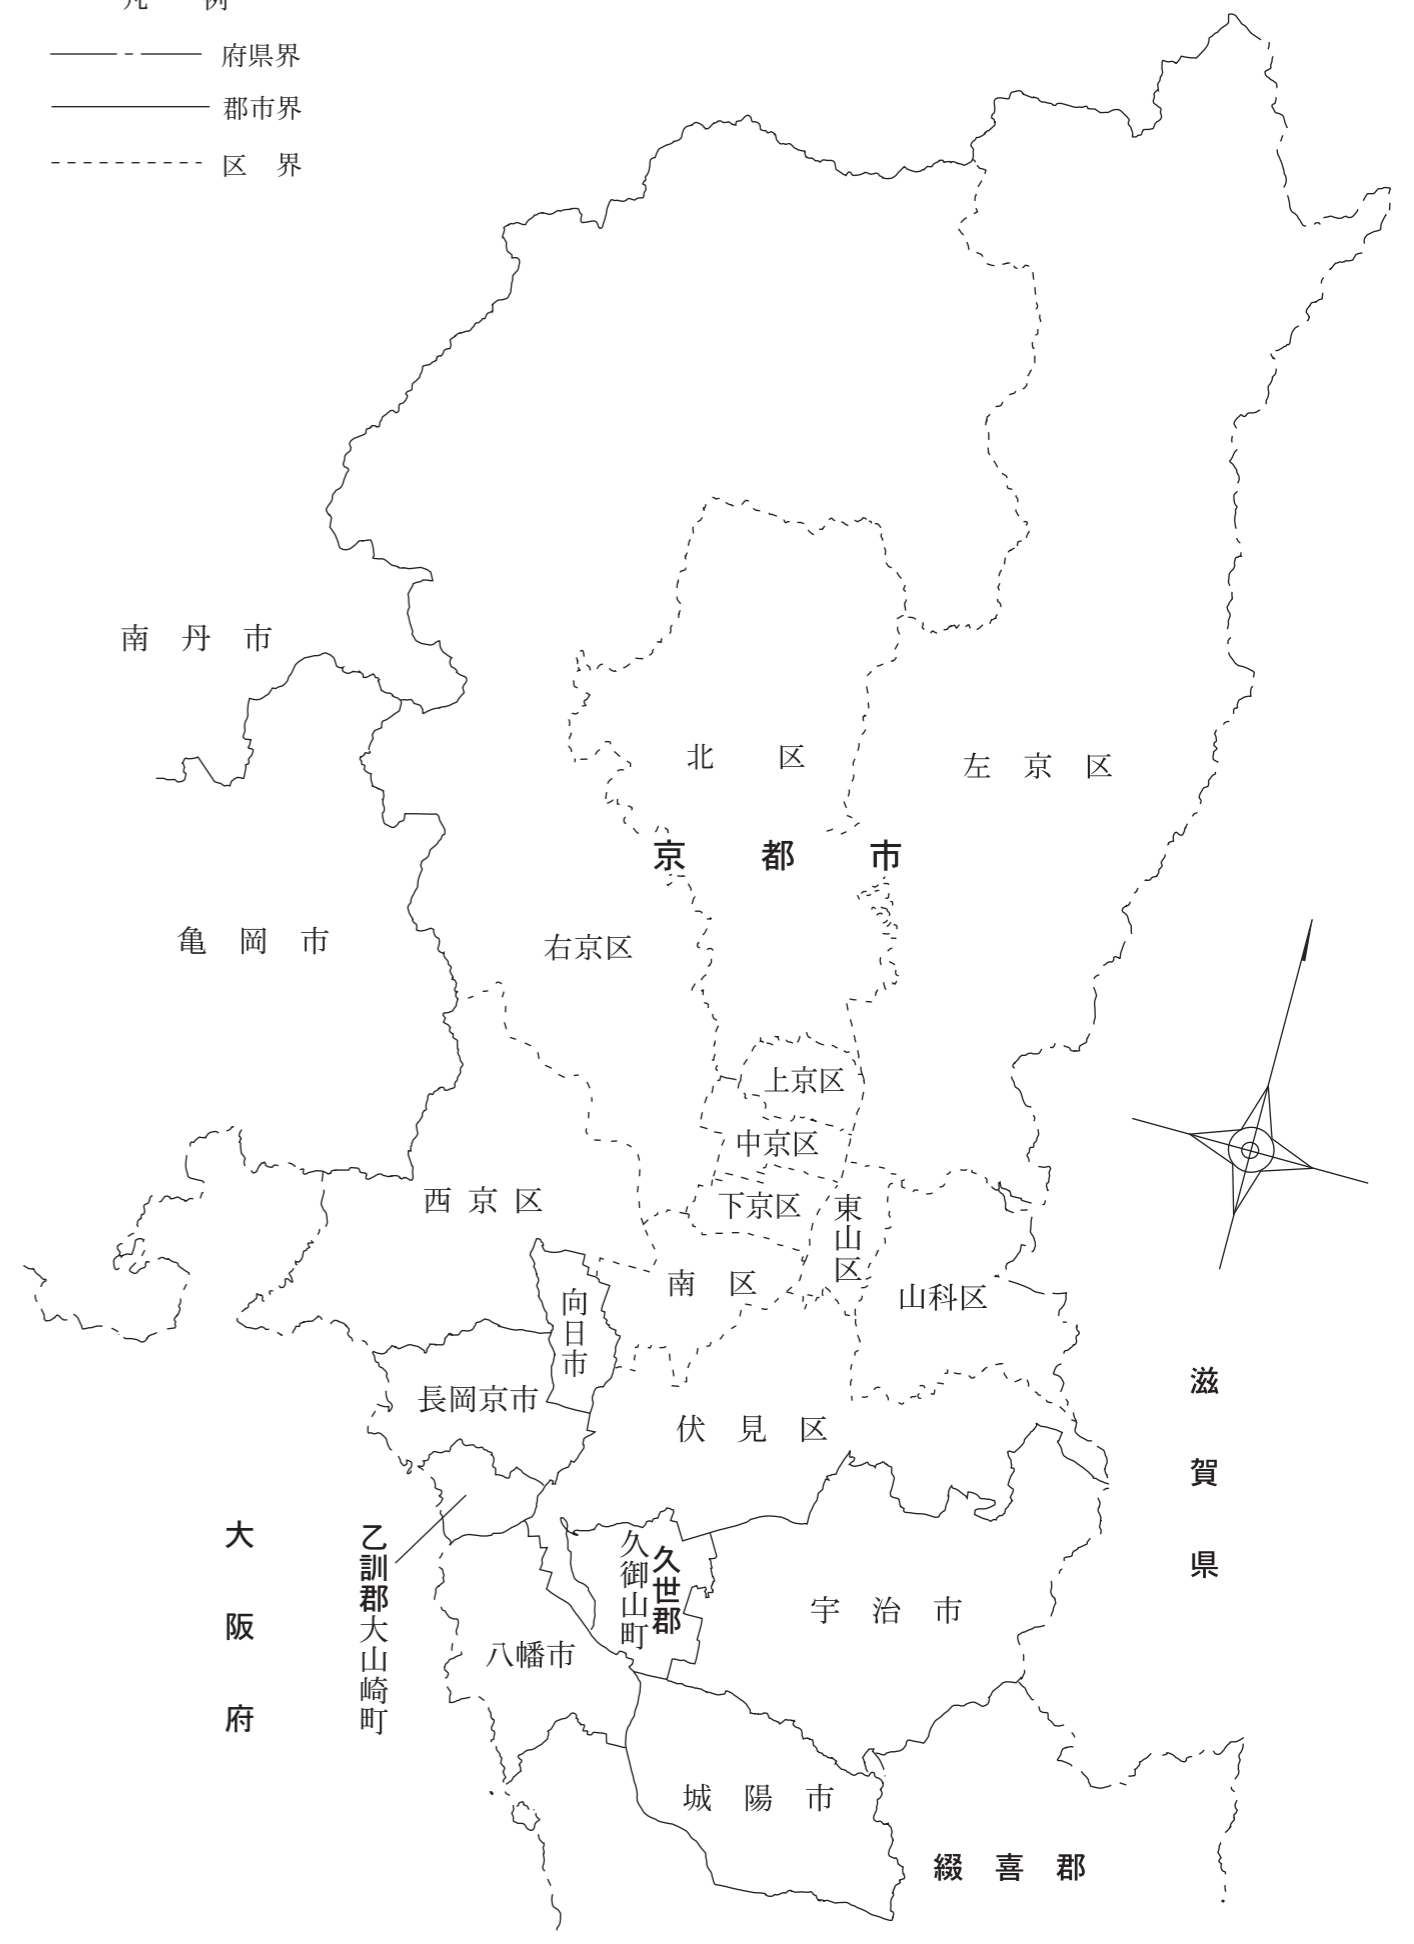 凡 例
府県界
郡市界
区 界
南 丹 市
北 区
左 京 区
京 都 市
亀 岡 市
右京区
上京区
中京区
西 京 区
下京区
東山区
南 区
山科区
向日市
長岡京市
伏 見 区
滋 賀 県
大 阪 府
乙訓郡大山崎町
久世郡
久御山町
宇 治 市
八幡市
城 陽 市
綴 喜 郡